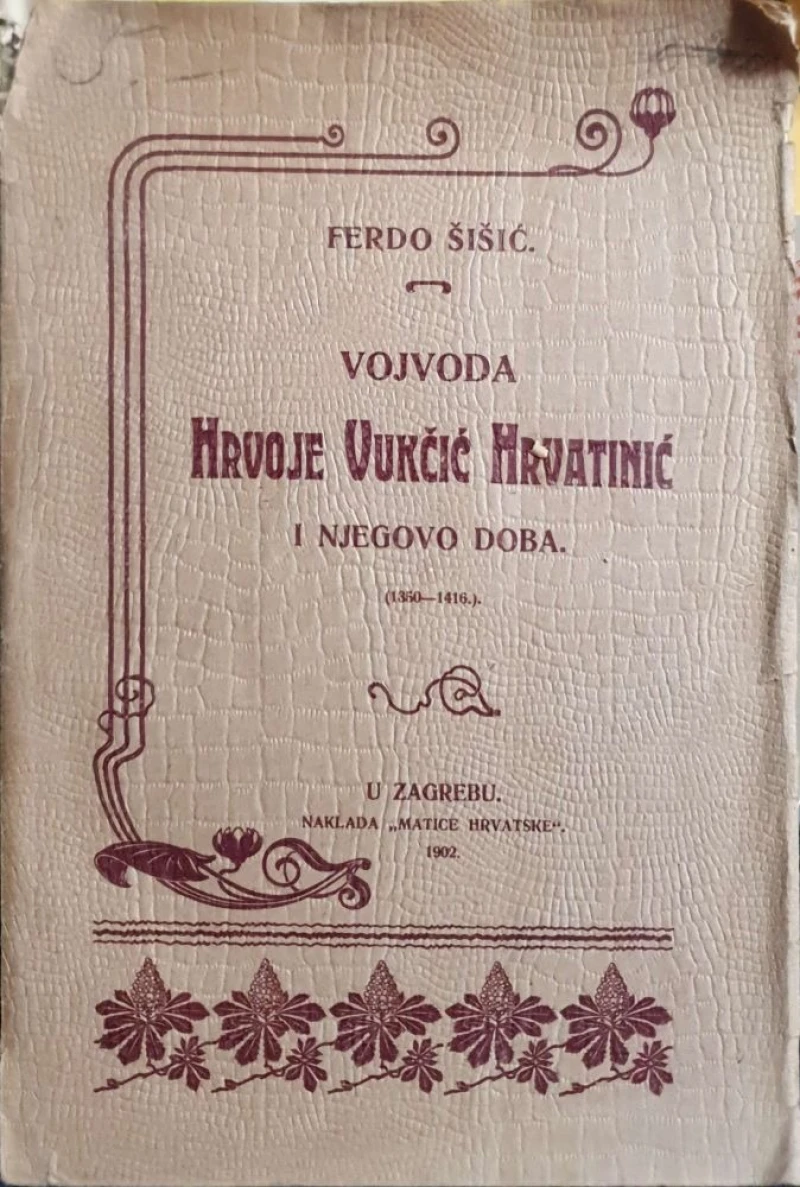 FERDO ŠIŠIĆ.
VOJVODA
HRVOJE VUKČIĆ HRVATINIĆ
I NJEGOVO DOBA.
(1350—1416.).
U ZAGREBU.
NAKLADA „MATICE HRVATSKE“.
1902.